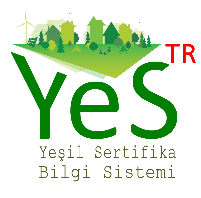 YeS TR
Yeşil Sertifika
Bilgi Sistemi